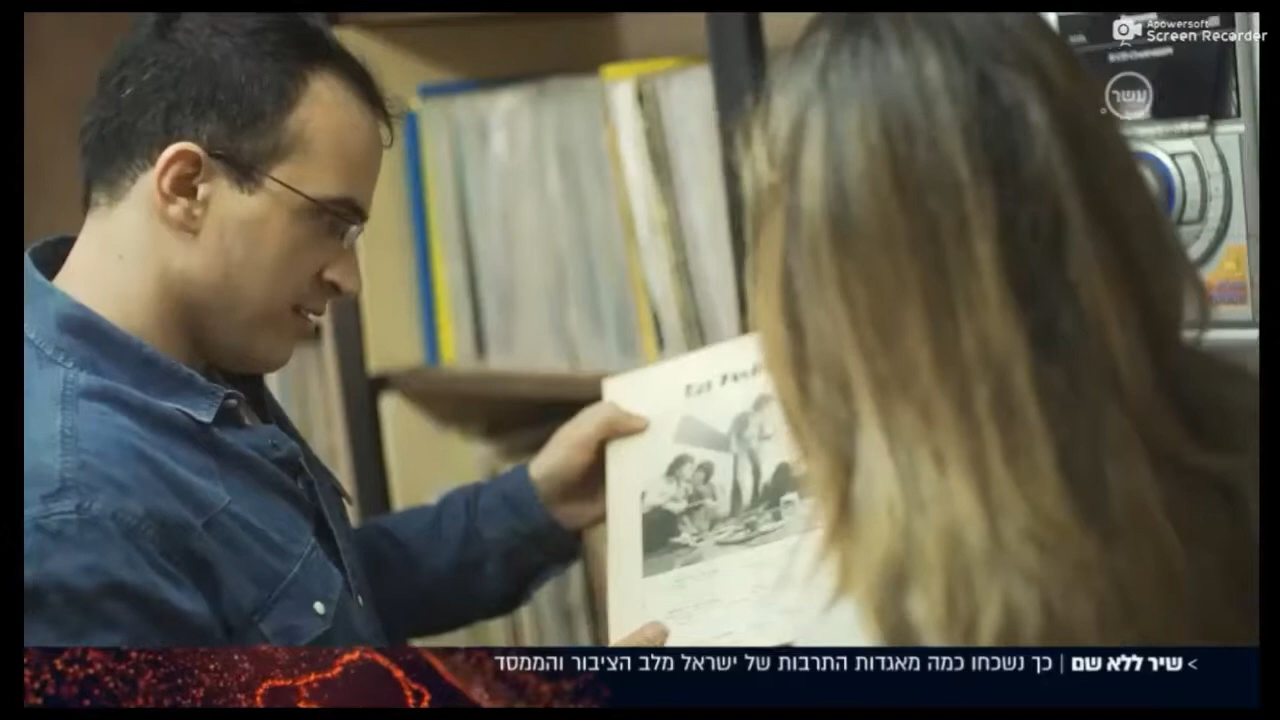 Apowersoft
Screen Recorder
עשר
> שיר ללא שם | כך נשכחו כמה מאגדות התרבות של ישראל מלב הציבור והממסד